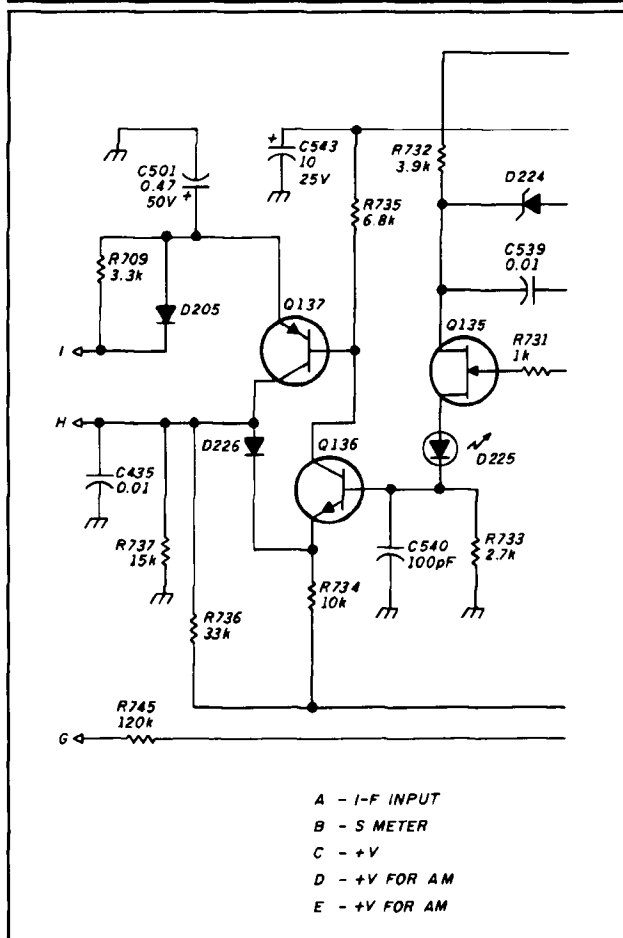 C501
0.47
50V
+
+
C543
10
25V
R732
3.9k
D224
R735
6.8k
R709
3.3k
D205
Q137
C539
0.01
Q135
R731
1k
I
H
D226
Q136
D225
C435
0.01
R737
15k
C540
100pF
R733
2.7k
R734
10k
R736
33k
R745
120k
G
A - I-F INPUT
B - S METER
C - +V
D - +V FOR AM
E - +V FOR AM